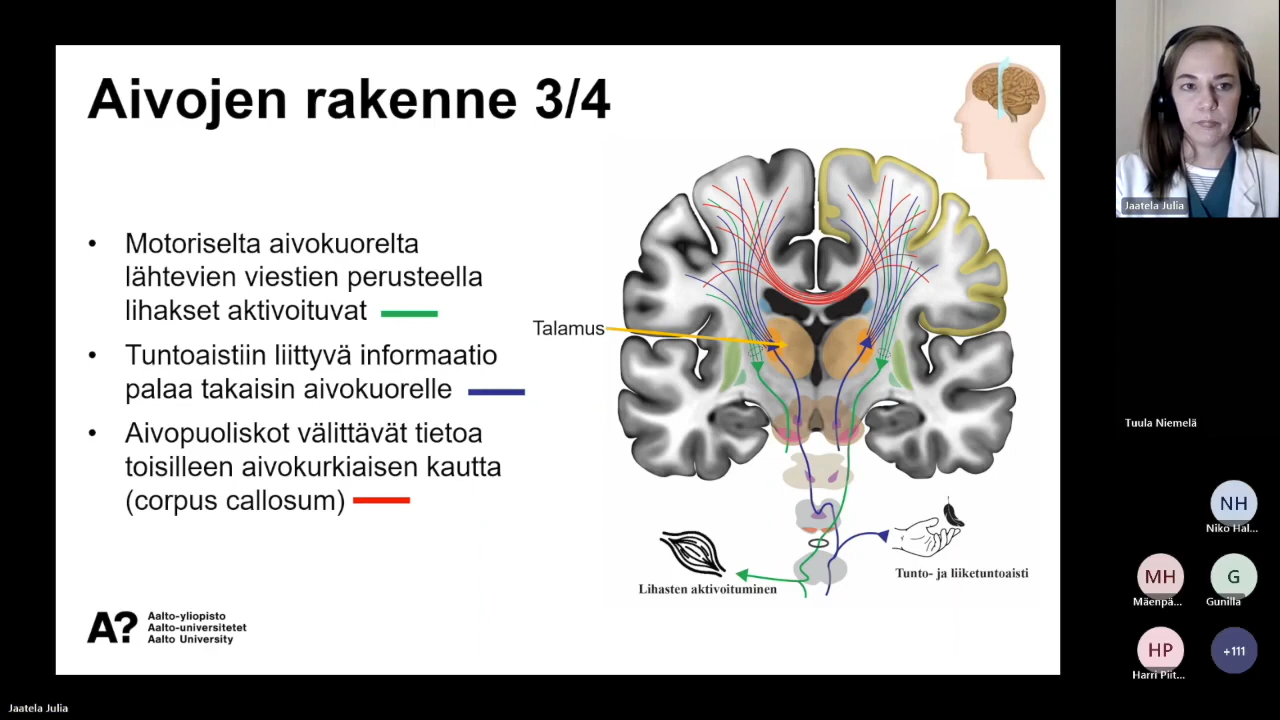 Aivojen rakenne 3/4
• Motoriselta aivokuorelta
lähtevien viestien perusteella
lihakset aktivoituvat
• Tuntoaistiin liittyvä informaatio
palaa takaisin aivokuorelle
• Aivopuoliskot välittävät tietoa
toisilleen aivokurkiaisen kautta
(corpus callosum)
Talamus
Lihasten aktivoituminen
Tunto- ja liiketuntoaisti
A?
Aalto-yliopisto
Aalto-universitetet
Aalto University
Jaatela Julia
Tuula Niemelä
NH
Niko Hal...
MH
Mäenpä...
G
Gunilla
HP
Harri Piit...
+111
Jaatela Julia